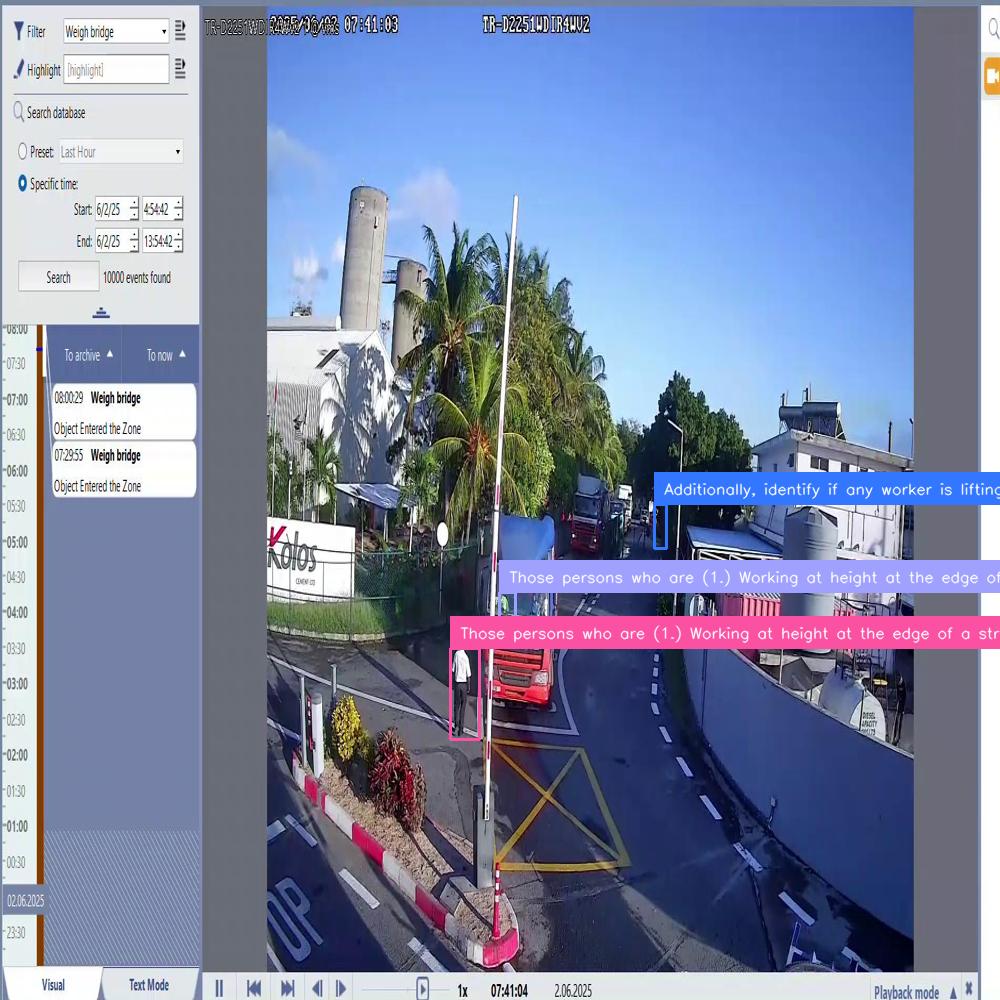 Filter
Weigh bridge
Highlight
[highlight]
Search database
Preset:
Last Hour
Specific time:
Start:
6/2/25
4:54:42
End:
6/2/25
13:54:42
Search
10000 events found
08:00
07:30
07:00
06:30
06:00
05:30
05:00
04:30
04:00
03:30
03:00
02:30
02:00
01:30
01:00
00:30
02.06.2025
23:30
To archive
To now
08:00:29 Weigh bridge
Object Entered the Zone
07:29:55 Weigh bridge
Object Entered the Zone
Visual
Text Mode
07:41:03
TR-D2251WDIR4WV2
Additionally, identify if any worker is lifting
Those persons who are (1.) Working at height at the edge of
Those persons who are (1.) Working at height at the edge of a str
Kolos
CEMENT LTD
DIESEL
1x
07:41:04
2.06.2025
Playback mode